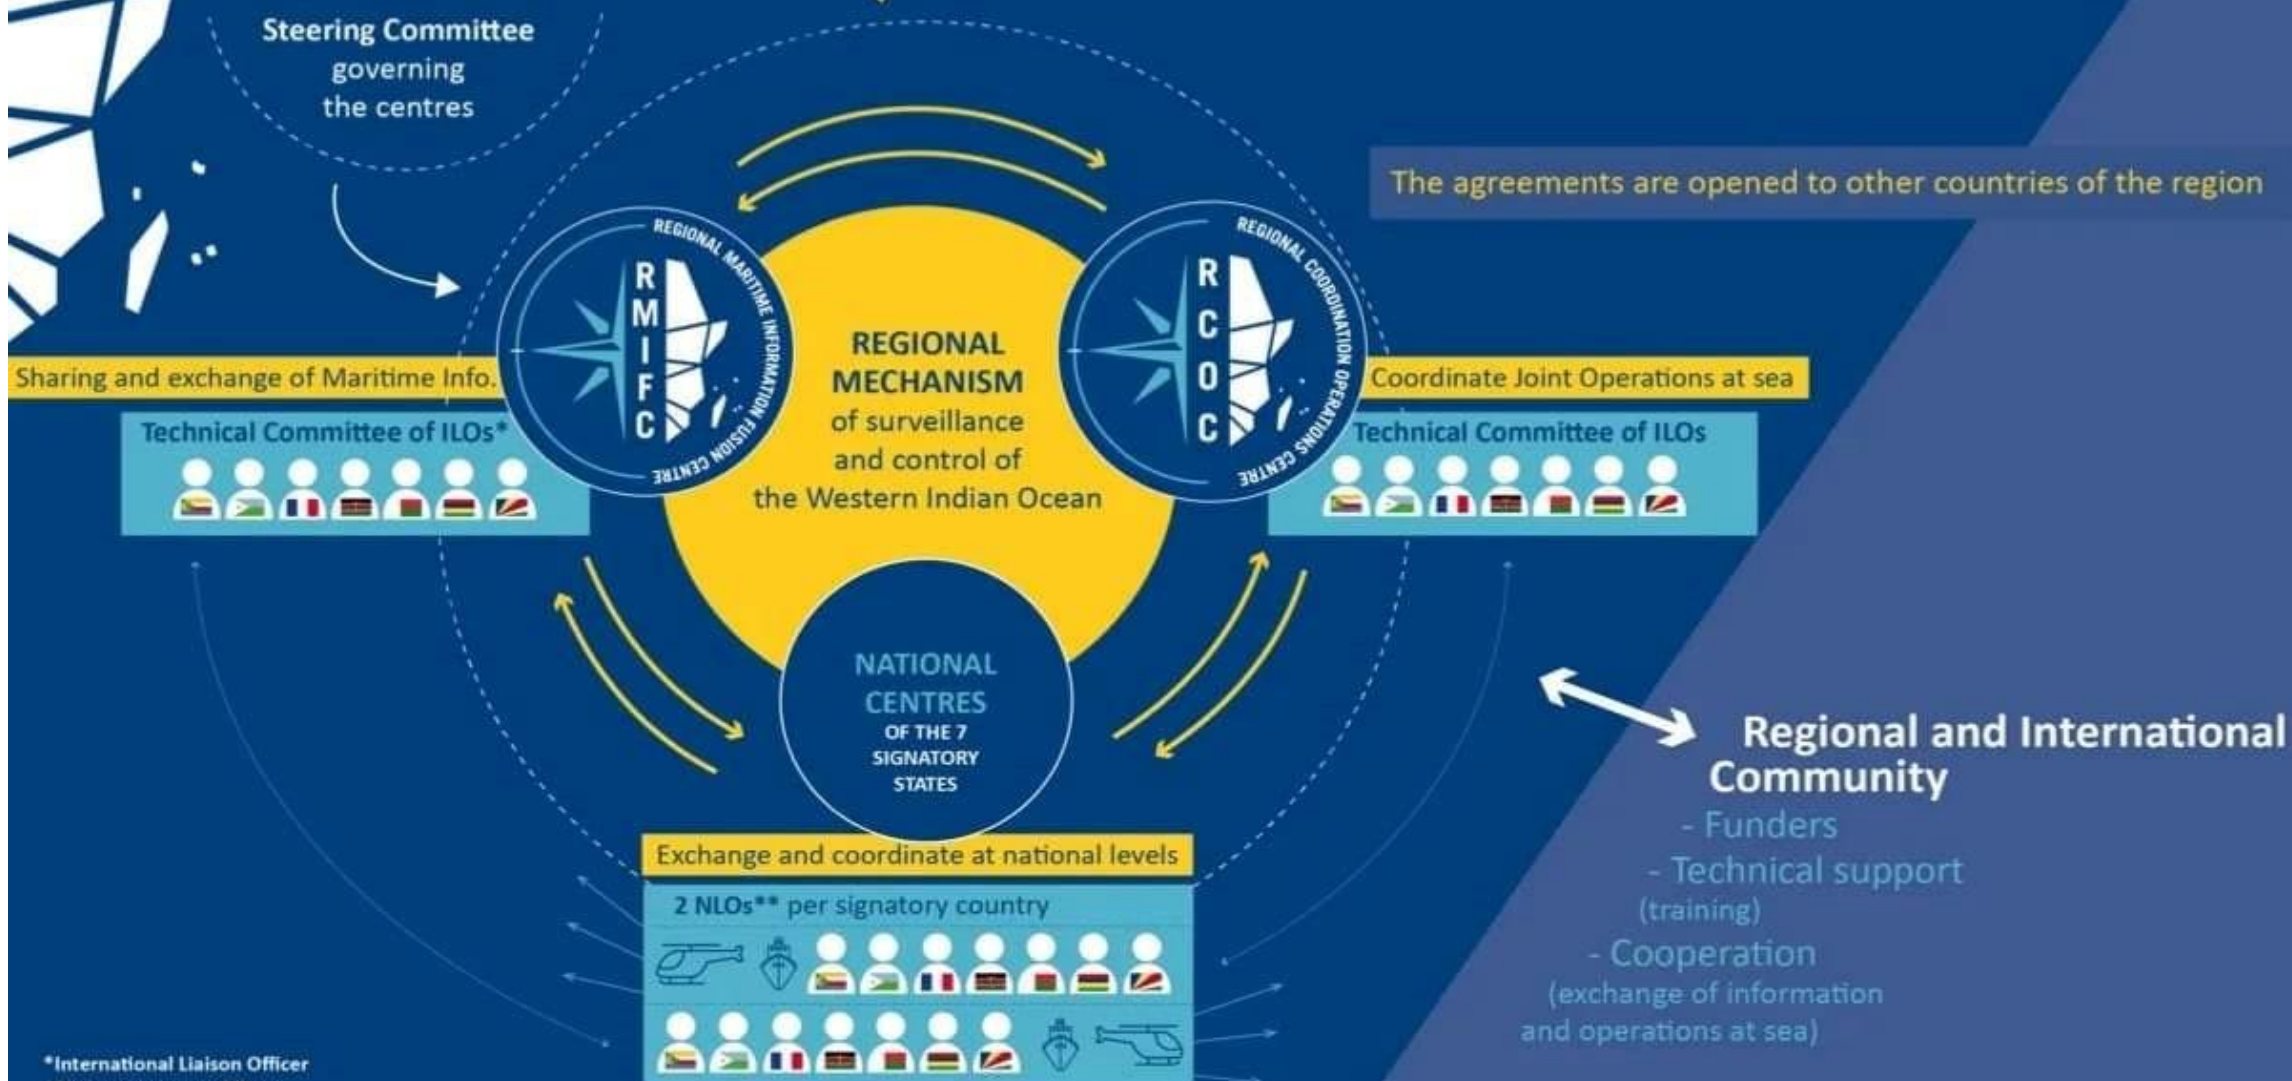 Steering Committee
governing
the centres
The agreements are opened to other countries of the region
REGIONAL MARITIME INFORMATION FUSION CENTRE
RMIFC
REGIONAL COORDINATION OPERATIONS CENTRE
RCOC
REGIONAL
MECHANISM
of surveillance
and control of
the Western Indian Ocean
Sharing and exchange of Maritime Info.
Technical Committee of ILOs*
Coordinate Joint Operations at sea
Technical Committee of ILOs
NATIONAL
CENTRES
OF THE 7
SIGNATORY
STATES
Exchange and coordinate at national levels
2 NLOs** per signatory country
Regional and International
Community
- Funders
- Technical support
(training)
- Cooperation
(exchange of information
and operations at sea)
*International Liaison Officer